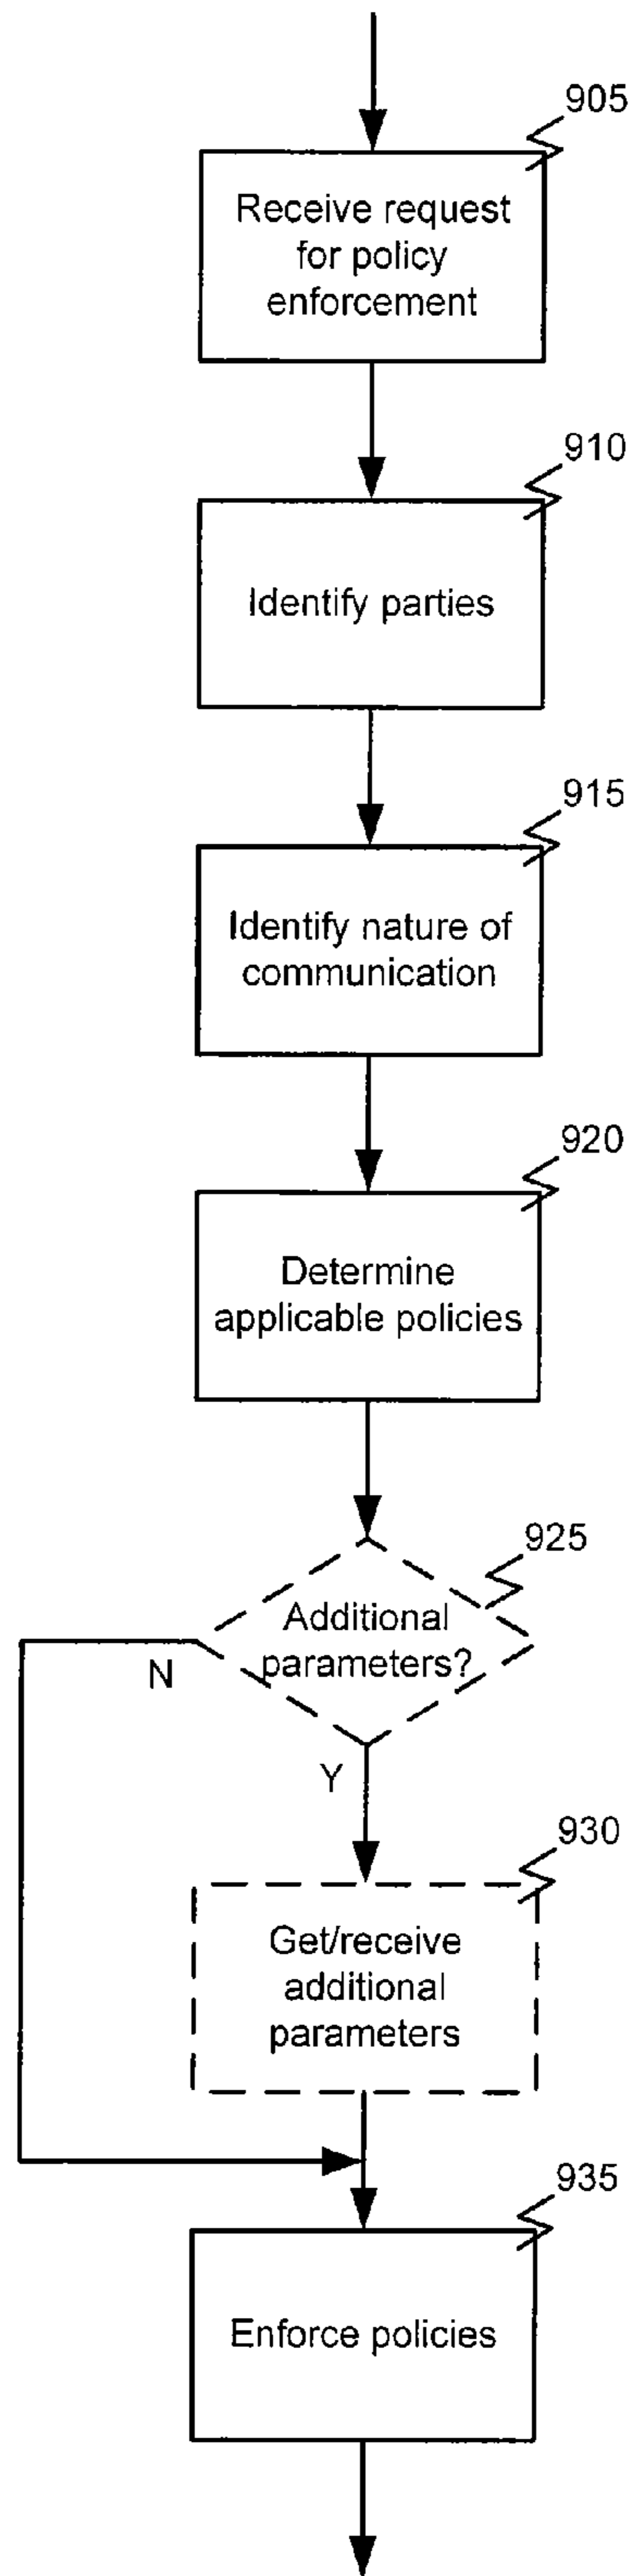 905
Receive request
for policy
enforcement
910
Identify parties
915
Identify nature of
communication
920
Determine
applicable policies
925
Additional
parameters?
N
Y
930
Get/receive
additional
parameters
935
Enforce policies